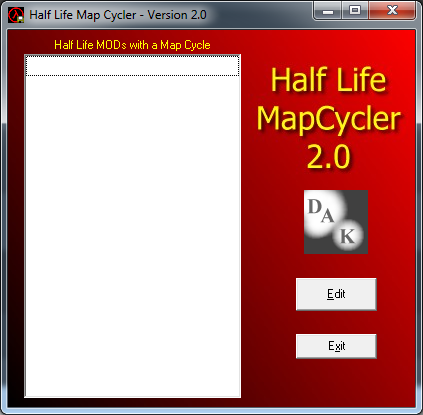 Half Life Map Cycler - Version 2.0
Half Life MODs with a Map Cycle
Half Life
MapCycler
2.0
D
A
K
Edit
Exit